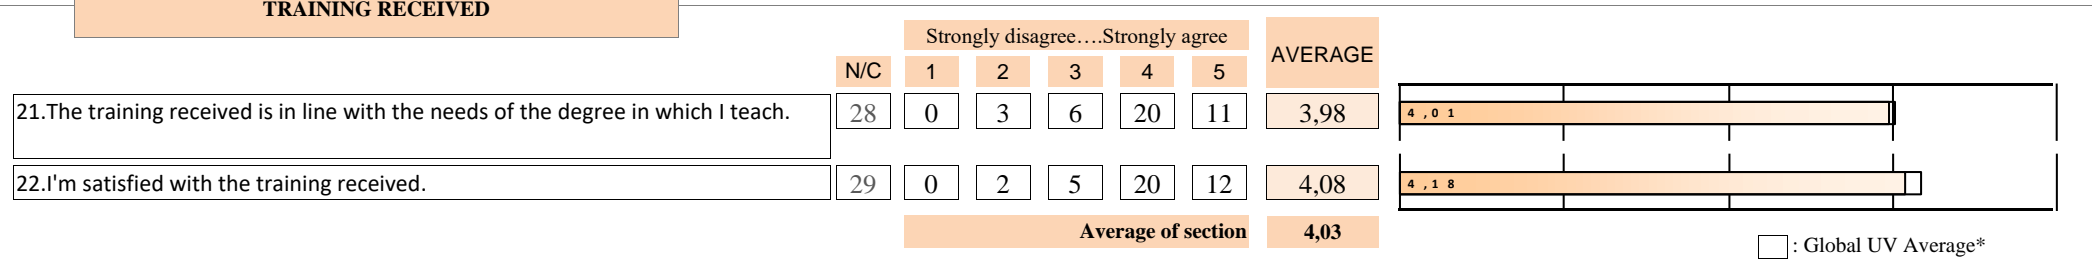 TRAINING RECEIVED
Strongly disagree….Strongly agree
AVERAGE
N/C 1 2 3 4 5
21.The training received is in line with the needs of the degree in which I teach. 28 0 3 6 20 11 3,98 4,01
22.I'm satisfied with the training received. 29 0 2 5 20 12 4,08 4,18
Average of section 4,03
: Global UV Average*